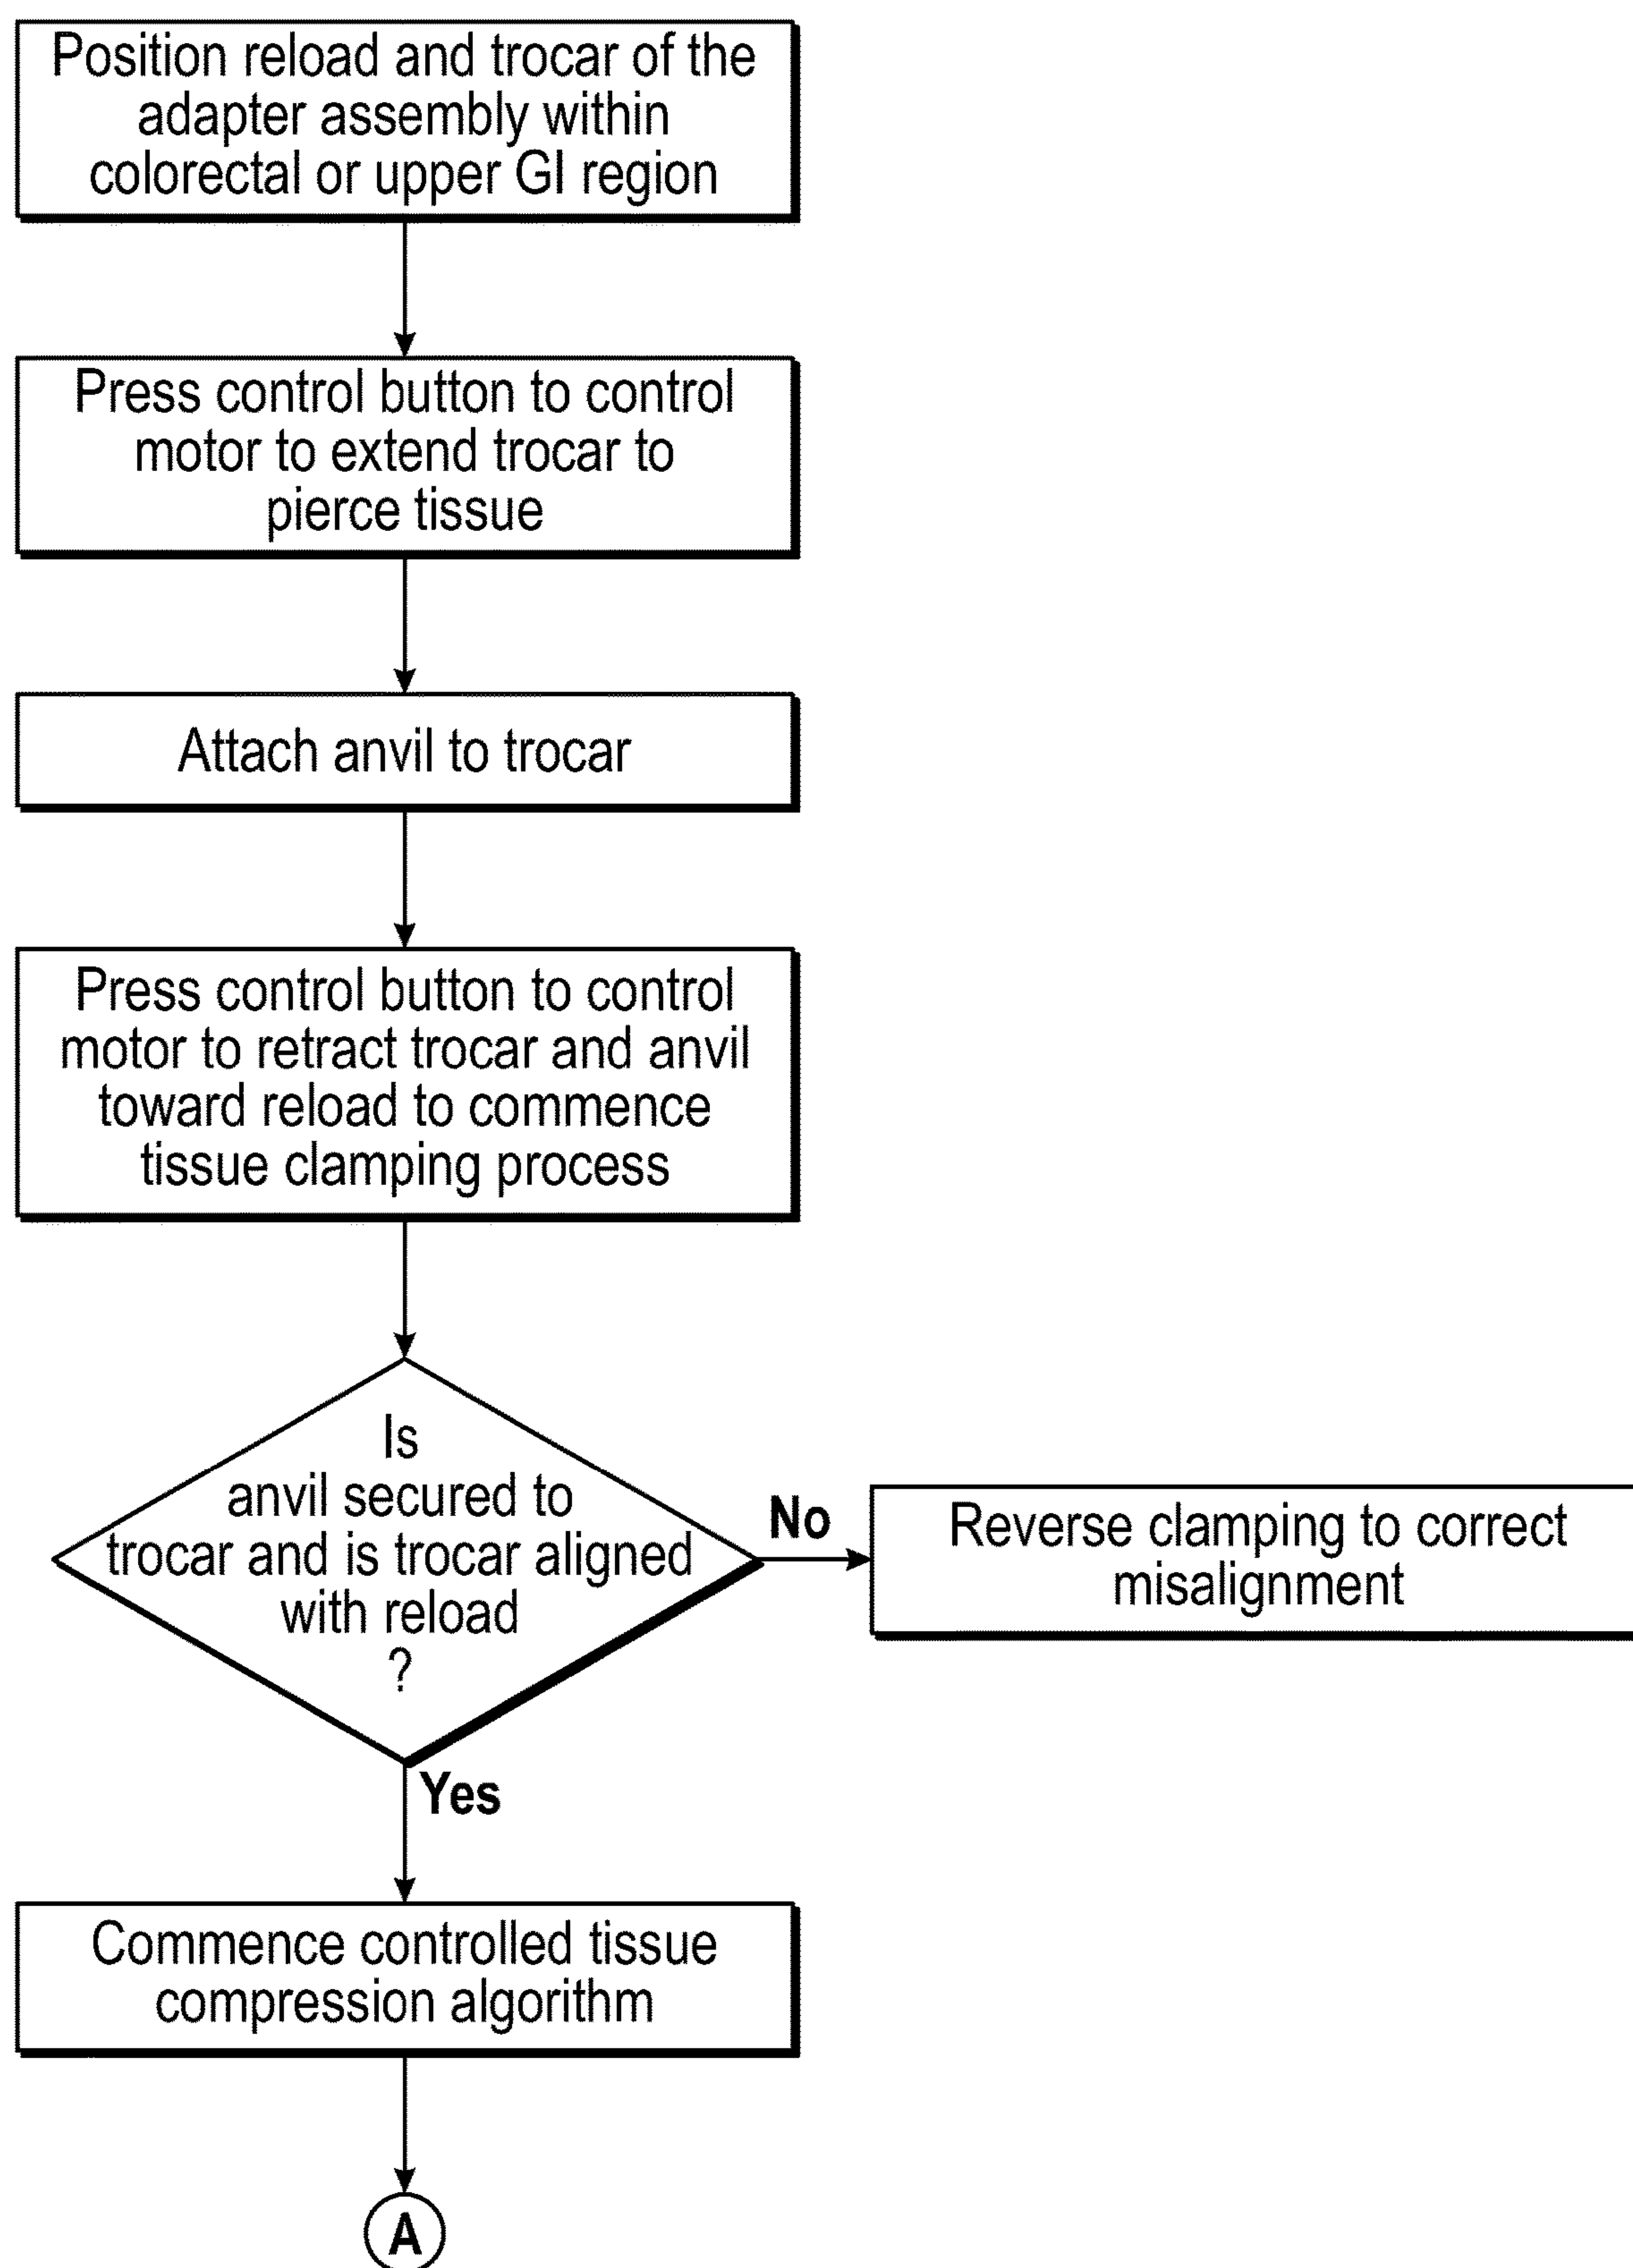 Position reload and trocar of the
adapter assembly within
colorectal or upper GI region
Press control button to control
motor to extend trocar to
pierce tissue
Attach anvil to trocar
Press control button to control
motor to retract trocar and anvil
toward reload to commence
tissue clamping process
Is
anvil secured to
trocar and is trocar aligned
with reload
?
No
Reverse clamping to correct
misalignment
Yes
Commence controlled tissue
compression algorithm
A